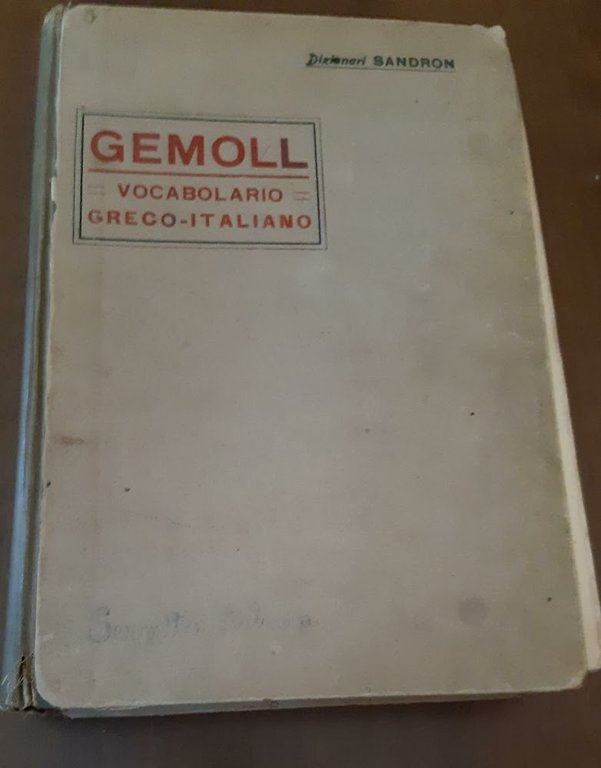 Dizionari SANDRON
GEMOLL
VOCABOLARIO
GRECO-ITALIANO